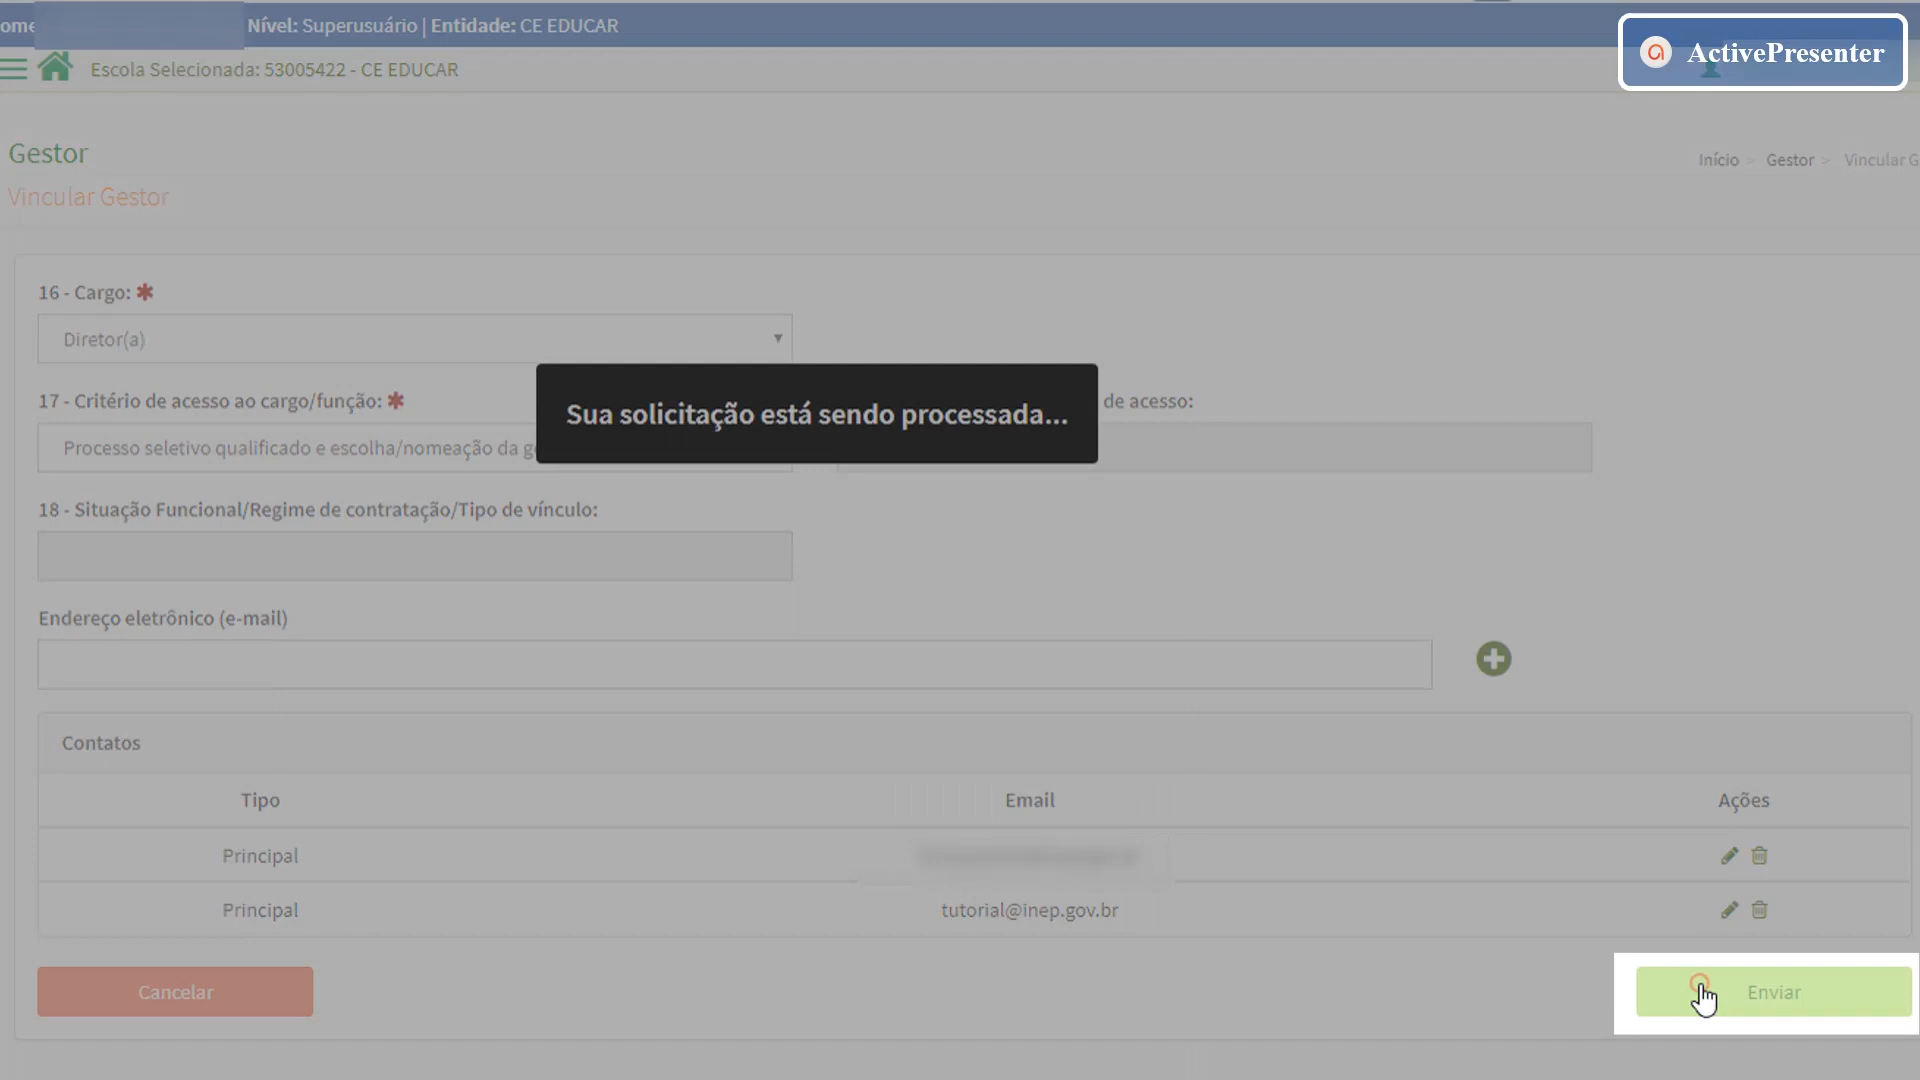 ome
Nível: Superusuário | Entidade: CE EDUCAR
ActivePresenter
Escola Selecionada: 53005422 - CE EDUCAR
Gestor
Início > Gestor > Vincular G
Vincular Gestor
16 - Cargo: ✱
Diretor(a)
17 - Critério de acesso ao cargo/função: ✱
de acesso:
Sua solicitação está sendo processada...
Processo seletivo qualificado e escolha/nomeação da g
18 - Situação Funcional/Regime de contratação/Tipo de vínculo:
Endereço eletrônico (e-mail)
Contatos
Tipo Email Ações
Principal
Principal tutorial@inep.gov.br
Cancelar Enviar